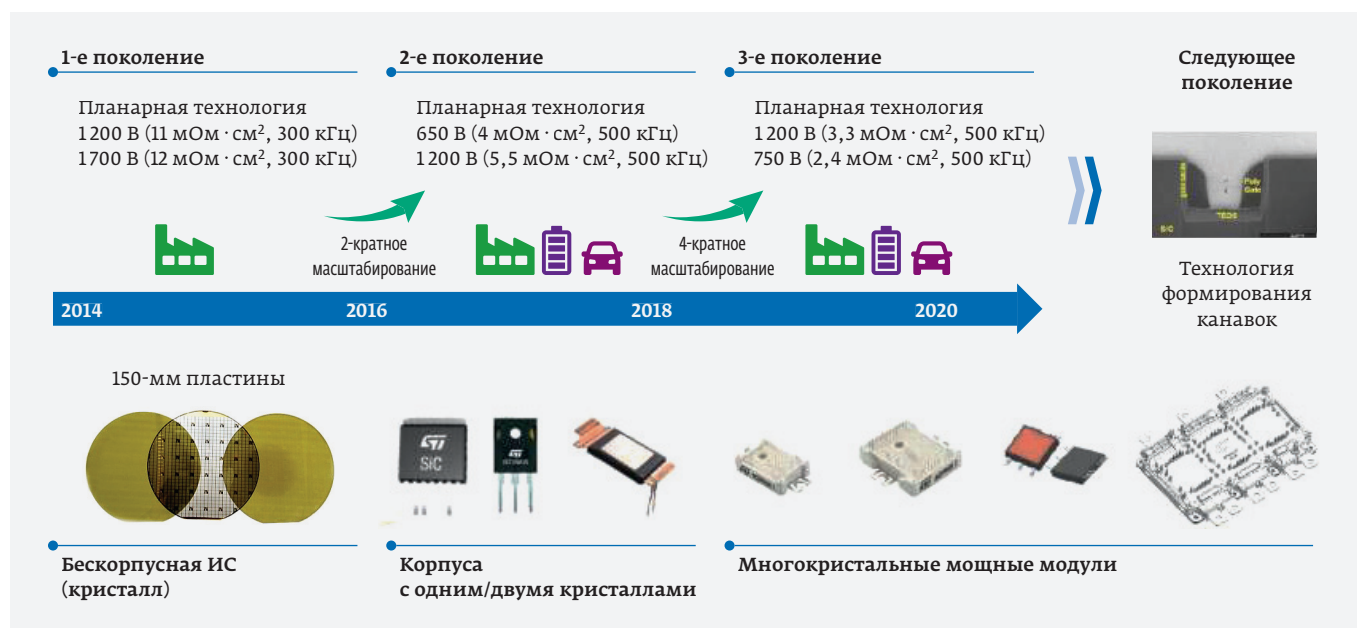 1-е поколение
Планарная технология
1200 В (11 мОм · см², 300 кГц)
1700 В (12 мОм · см², 300 кГц)
2-е поколение
Планарная технология
650 В (4 мОм · см², 500 кГц)
1200 В (5,5 мОм · см², 500 кГц)
3-е поколение
Планарная технология
1200 В (3,3 мОм · см², 500 кГц)
750 В (2,4 мОм · см², 500 кГц)
Следующее
поколение
Poly
Gate
SiC
Технология
формирования
канавок
2-кратное
масштабирование
4-кратное
масштабирование
2014
2016
2018
2020
150-мм пластины
ST
SiC
Бескорпусная ИС
(кристалл)
Корпуса
с одним/двумя кристаллами
Многокристальные мощные модули